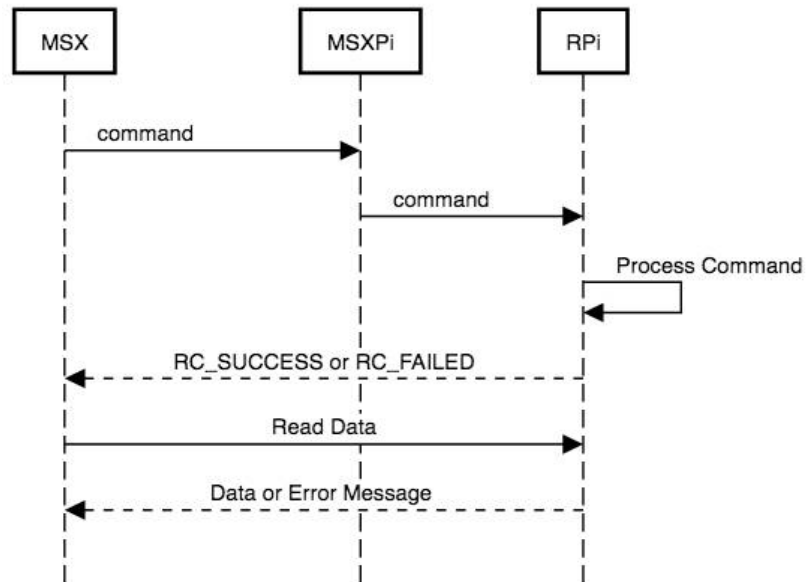 MSX
MSXPi
RPi
command
command
Process Command
RC_SUCCESS or RC_FAILED
Read Data
Data or Error Message